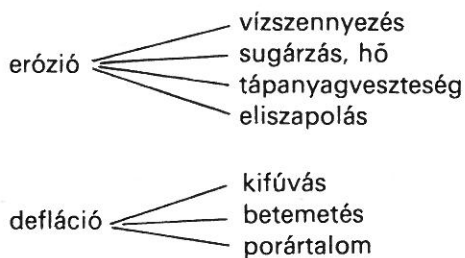 vízszennyezés
erózió
sugárzás, hő
tápanyagveszteség
eliszapolás
kifúvás
defláció
betemetés
porártalom